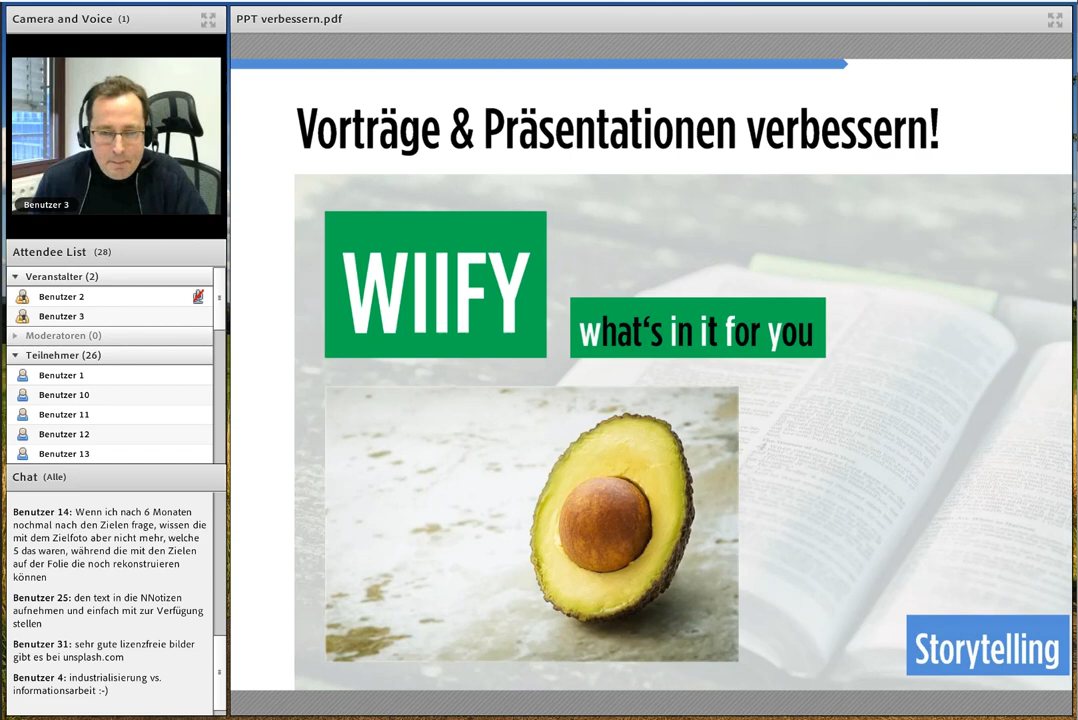 Camera and Voice (1)
Benutzer 3
Attendee List (28)
Veranstalter (2)
Benutzer 2
Benutzer 3
Moderatoren (0)
Teilnehmer (26)
Benutzer 1
Benutzer 10
Benutzer 11
Benutzer 12
Benutzer 13
Chat (Alle)
Benutzer 14: Wenn ich nach 6 Monaten
nochmal nach den Zielen frage, wissen die
mit dem Zielfoto aber nicht mehr, welche
5 das waren, während die mit den Zielen
auf der Folie die noch rekonstruieren
können
Benutzer 25: den text in die NNotizen
aufnehmen und einfach mit zur Verfügung
stellen
Benutzer 31: sehr gute lizenzfreie bilder
gibt es bei unsplash.com
Benutzer 4: industrialisierung vs.
informationsarbeit :-)
PPT verbessern.pdf
Vorträge & Präsentationen verbessern!
WIIFY
what‘s in it for you
Storytelling